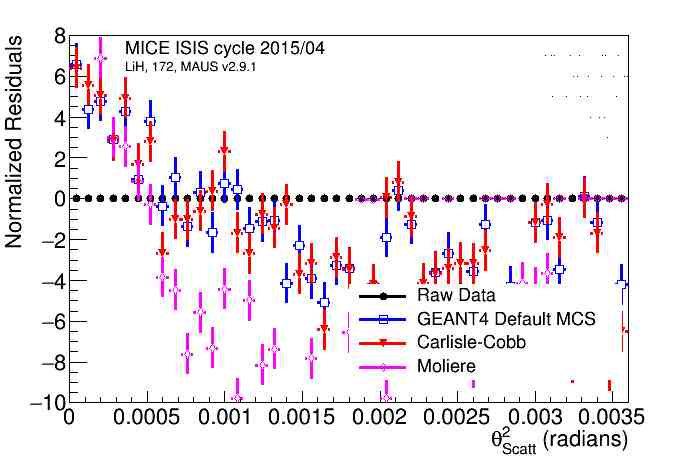 MICE ISIS cycle 2015/04
LiH, 172, MAUS v2.9.1
Normalized Residuals
8
6
4
2
0
−2
−4
−6
−8
−10
Raw Data
GEANT4 Default MCS
Carlisle-Cobb
Moliere
0 0.0005 0.001 0.0015 0.002 0.0025 0.003 0.0035
θ²Scatt (radians)